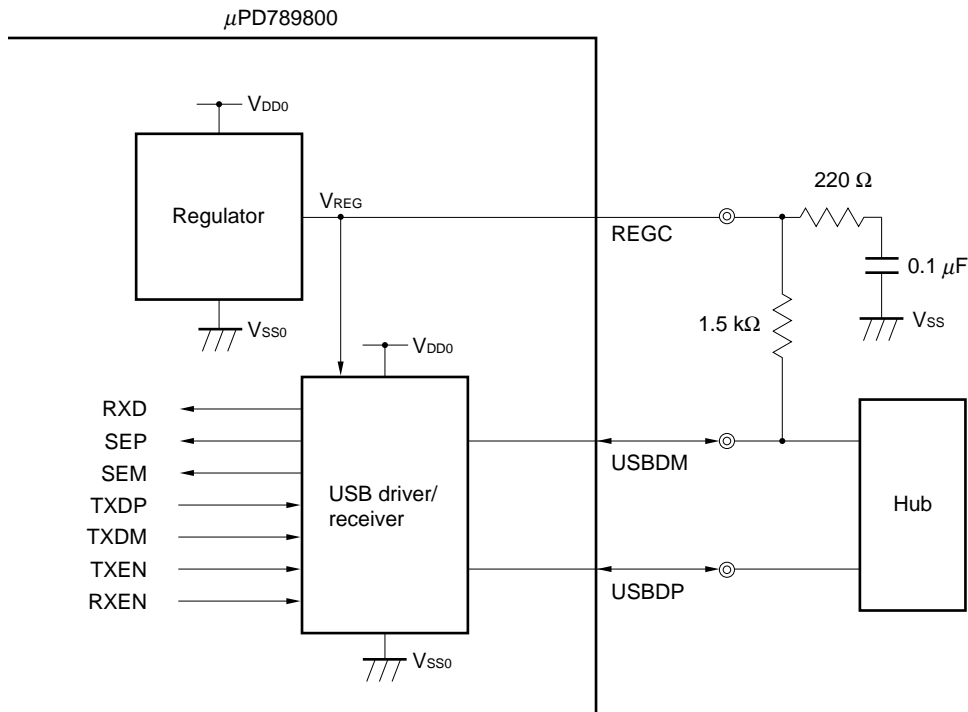 μPD789800
VDD0
Regulator
VREG
220 Ω
REGC
0.1 μF
VSS0
1.5 kΩ
VSS
VDD0
RXD
SEP
SEM
TXDP
TXDM
TXEN
RXEN
USB driver/
receiver
USBDM
Hub
USBDP
VSS0